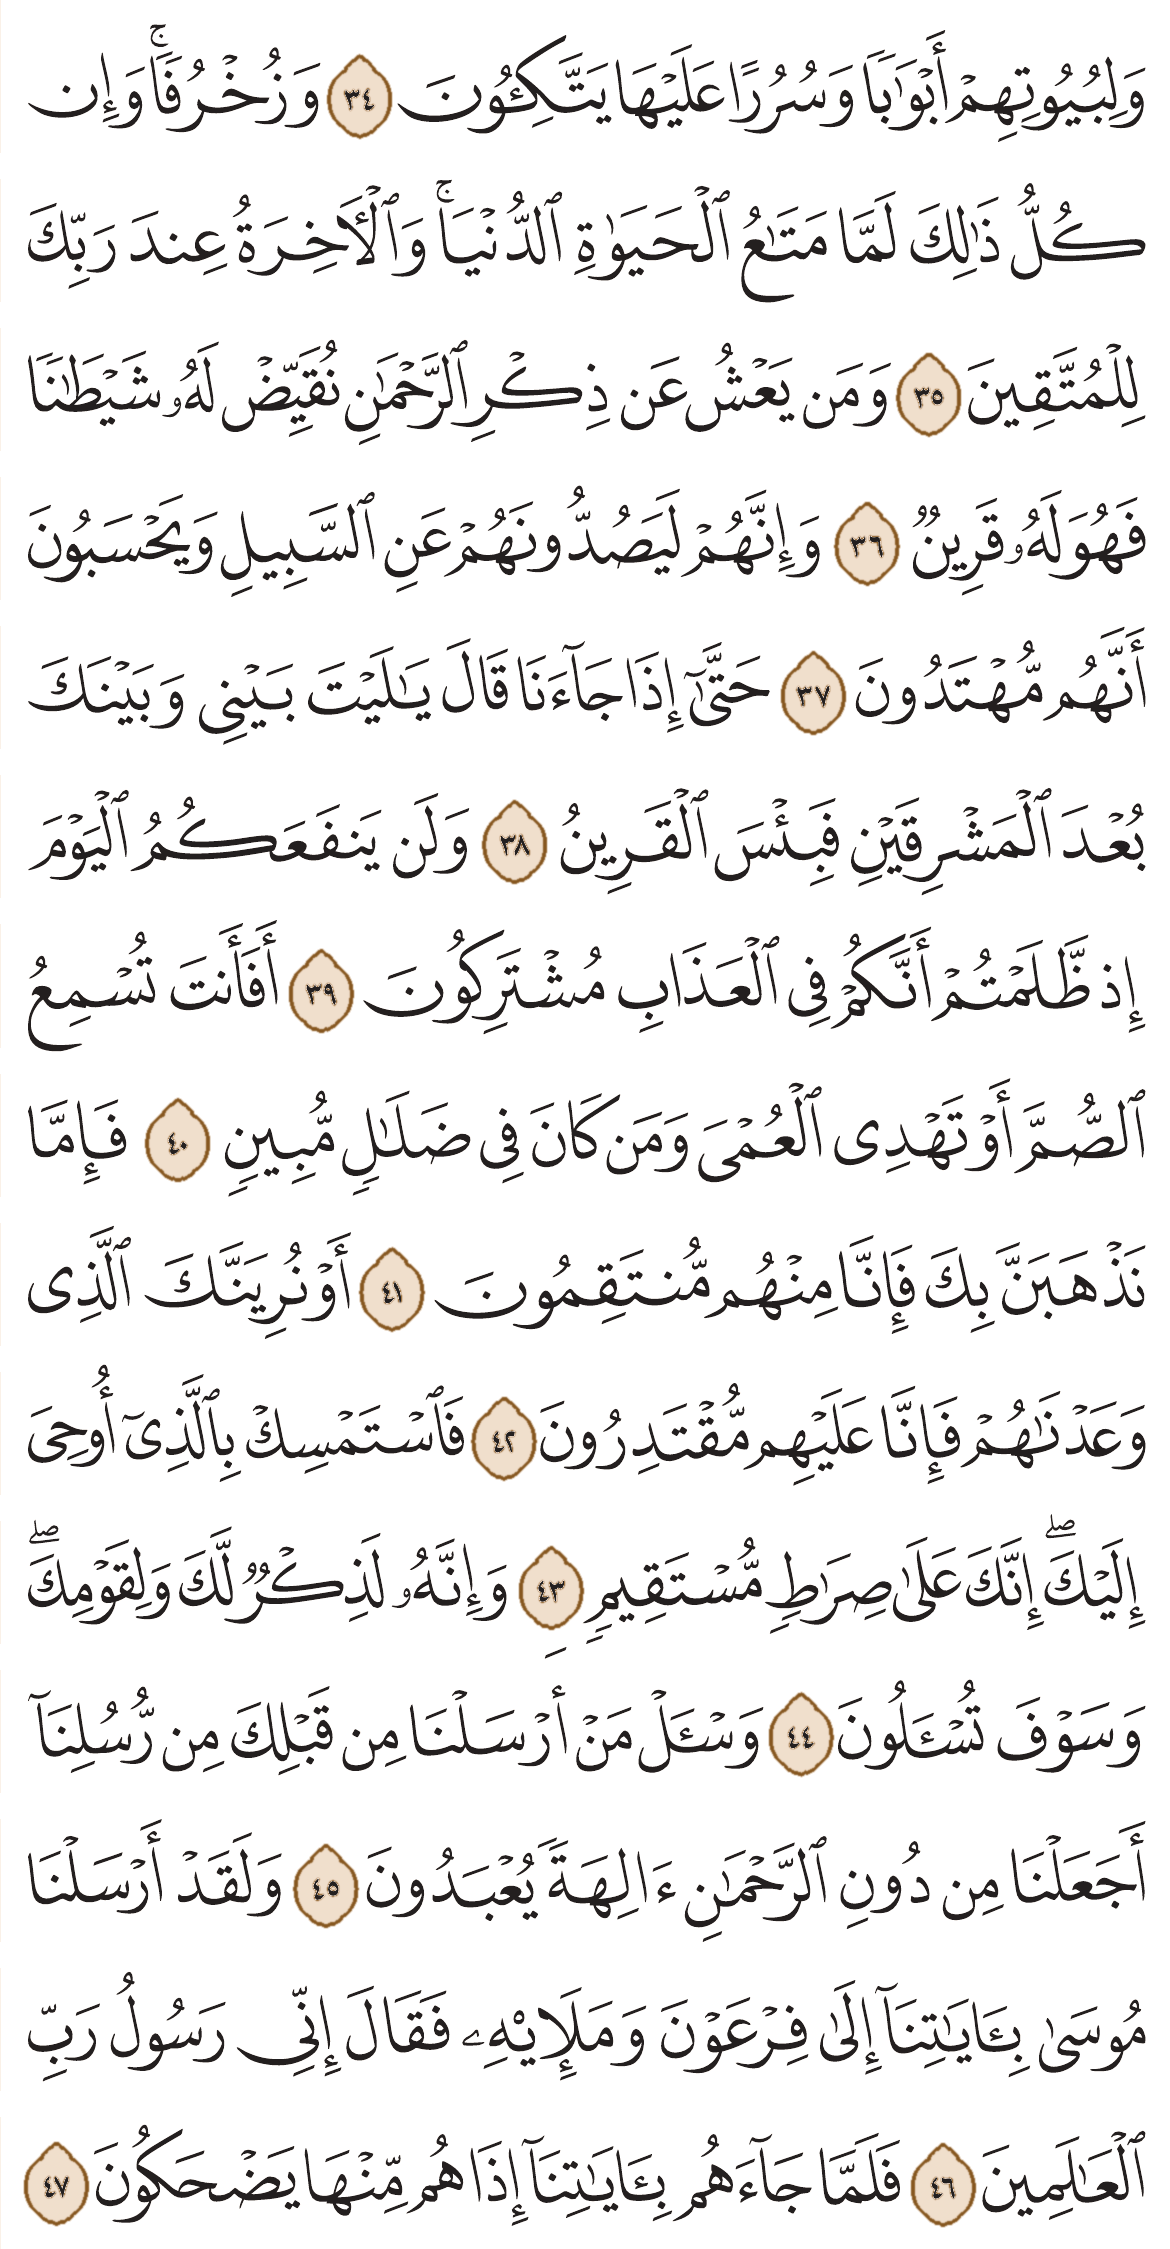 وَلِبُيُوتِهِمْ أَبْوَٰبًا وَسُرُرًا عَلَيْهَا يَتَّكِـُٔونَ ٣٤ وَزُخْرُفًا ۚ وَإِن
كُلُّ ذَٰلِكَ لَمَّا مَتَـٰعُ ٱلْحَيَوٰةِ ٱلدُّنْيَا ۚ وَٱلْـَٔاخِرَةُ عِندَ رَبِّكَ
لِلْمُتَّقِينَ ٣٥ وَمَن يَعْشُ عَن ذِكْرِ ٱلرَّحْمَـٰنِ نُقَيِّضْ لَهُۥ شَيْطَـٰنًا
فَهُوَ لَهُۥ قَرِينٌ ٣٦ وَإِنَّهُمْ لَيَصُدُّونَهُمْ عَنِ ٱلسَّبِيلِ وَيَحْسَبُونَ
أَنَّهُم مُّهْتَدُونَ ٣٧ حَتَّىٰٓ إِذَا جَآءَنَا قَالَ يَـٰلَيْتَ بَيْنِى وَبَيْنَكَ
بُعْدَ ٱلْمَشْرِقَيْنِ فَبِئْسَ ٱلْقَرِينُ ٣٨ وَلَن يَنفَعَكُمُ ٱلْيَوْمَ
إِذ ظَّلَمْتُمْ أَنَّكُمْ فِى ٱلْعَذَابِ مُشْتَرِكُونَ ٣٩ أَفَأَنتَ تُسْمِعُ
ٱلصُّمَّ أَوْ تَهْدِى ٱلْعُمْىَ وَمَن كَانَ فِى ضَلَـٰلٍ مُّبِينٍ ٤٠ فَإِمَّا
نَذْهَبَنَّ بِكَ فَإِنَّا مِنْهُم مُّنتَقِمُونَ ٤١ أَوْ نُرِيَنَّكَ ٱلَّذِى
وَعَدْنَـٰهُمْ فَإِنَّا عَلَيْهِم مُّقْتَدِرُونَ ٤٢ فَٱسْتَمْسِكْ بِٱلَّذِىٓ أُوحِىَ
إِلَيْكَ ۖ إِنَّكَ عَلَىٰ صِرَٰطٍ مُّسْتَقِيمٍ ٤٣ وَإِنَّهُۥ لَذِكْرٌ لَّكَ وَلِقَوْمِكَ ۖ
وَسَوْفَ تُسْـَٔلُونَ ٤٤ وَسْـَٔلْ مَنْ أَرْسَلْنَا مِن قَبْلِكَ مِن رُّسُلِنَآ
أَجَعَلْنَا مِن دُونِ ٱلرَّحْمَـٰنِ ءَالِهَةً يُعْبَدُونَ ٤٥ وَلَقَدْ أَرْسَلْنَا
مُوسَىٰ بِـَٔايَـٰتِنَآ إِلَىٰ فِرْعَوْنَ وَمَلَإِيْهِۦ فَقَالَ إِنِّى رَسُولُ رَبِّ
ٱلْعَـٰلَمِينَ ٤٦ فَلَمَّا جَآءَهُم بِـَٔايَـٰتِنَآ إِذَا هُم مِّنْهَا يَضْحَكُونَ ٤٧